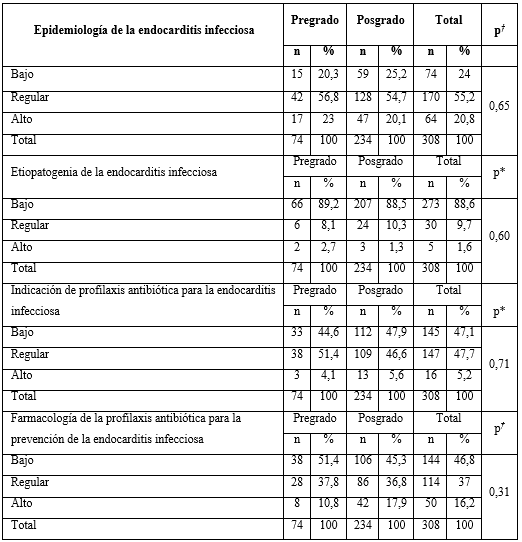 Epidemiología de la endocarditis infecciosa Pregrado Posgrado Total p†
n % n % n %
Bajo 15 20,3 59 25,2 74 24 0,65
Regular 42 56,8 128 54,7 170 55,2
Alto 17 23 47 20,1 64 20,8
Total 74 100 234 100 308 100
Etiopatogenia de la endocarditis infecciosa Pregrado Posgrado Total p*
n % n % n %
Bajo 66 89,2 207 88,5 273 88,6 0,60
Regular 6 8,1 24 10,3 30 9,7
Alto 2 2,7 3 1,3 5 1,6
Total 74 100 234 100 308 100
Indicación de profilaxis antibiótica para la endocarditis infecciosa Pregrado Posgrado Total p*
n % n % n %
Bajo 33 44,6 112 47,9 145 47,1 0,71
Regular 38 51,4 109 46,6 147 47,7
Alto 3 4,1 13 5,6 16 5,2
Total 74 100 234 100 308 100
Farmacología de la profilaxis antibiótica para la prevención de la endocarditis infecciosa Pregrado Posgrado Total p†
n % n % n %
Bajo 38 51,4 106 45,3 144 46,8 0,31
Regular 28 37,8 86 36,8 114 37
Alto 8 10,8 42 17,9 50 16,2
Total 74 100 234 100 308 100